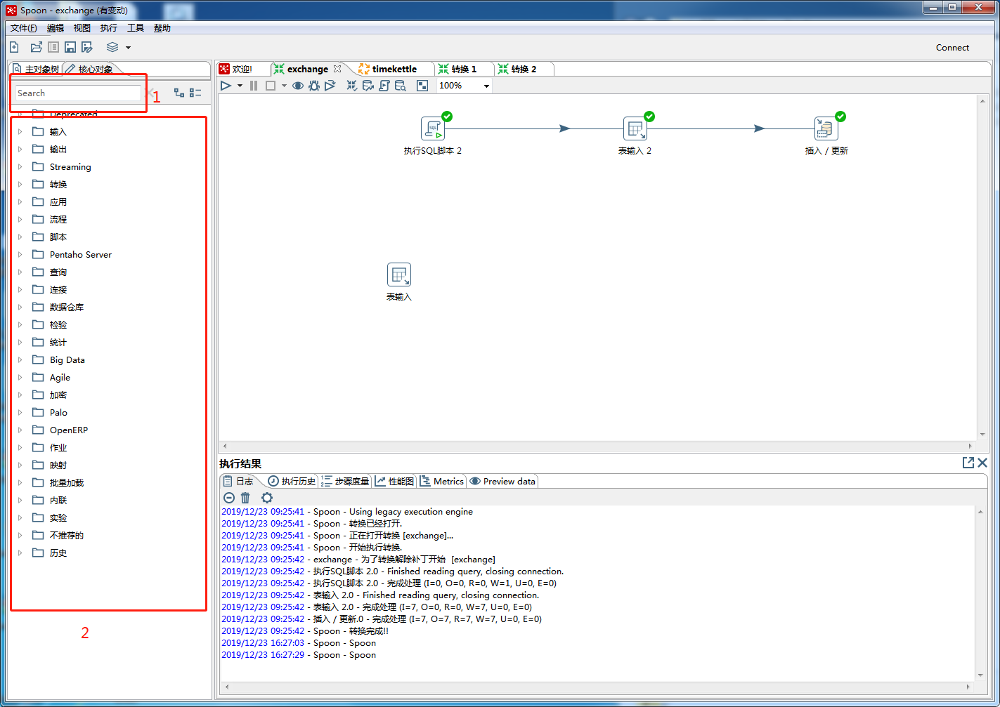 Spoon - exchange (有变动)
文件(F) 编辑 视图 执行 工具 帮助
Connect
主对象树 核心对象
Search
1
Deprecated
输入
输出
Streaming
转换
应用
流程
脚本
Pentaho Server
查询
连接
数据仓库
检验
统计
Big Data
Agile
加密
Palo
OpenERP
作业
映射
批量加载
内联
实验
不推荐的
历史
2
欢迎! exchange timekettle 转换 1 转换 2
100%
SQL
执行SQL脚本 2 表输入 2 插入 / 更新
表输入
执行结果
日志 执行历史 步骤度量 性能图 Metrics Preview data
2019/12/23 09:25:41 - Spoon - Using legacy execution engine
2019/12/23 09:25:41 - Spoon - 转换已经打开.
2019/12/23 09:25:41 - Spoon - 正在打开转换 [exchange]...
2019/12/23 09:25:41 - Spoon - 开始执行转换.
2019/12/23 09:25:42 - exchange - 为了转换解除补丁开始  [exchange]
2019/12/23 09:25:42 - 执行SQL脚本 2.0 - Finished reading query, closing connection.
2019/12/23 09:25:42 - 执行SQL脚本 2.0 - 完成处理 (I=0, O=0, R=0, W=1, U=0, E=0)
2019/12/23 09:25:42 - 表输入 2.0 - Finished reading query, closing connection.
2019/12/23 09:25:42 - 表输入 2.0 - 完成处理 (I=7, O=0, R=0, W=7, U=0, E=0)
2019/12/23 09:25:42 - 插入 / 更新.0 - 完成处理 (I=7, O=7, R=7, W=7, U=0, E=0)
2019/12/23 09:25:42 - Spoon - 转换完成!!
2019/12/23 16:27:03 - Spoon - Spoon
2019/12/23 16:27:29 - Spoon - Spoon